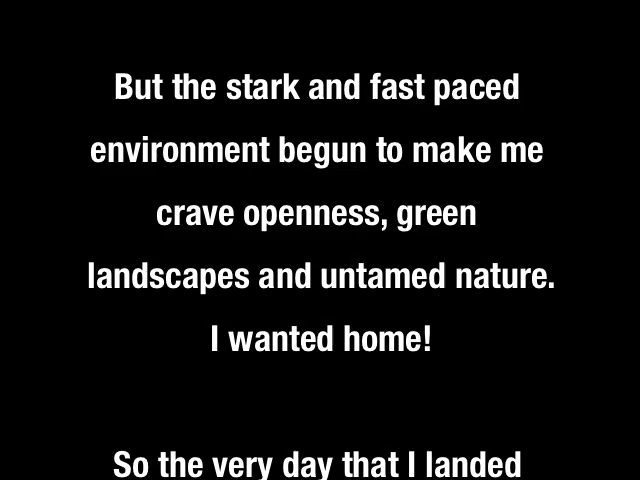 But the stark and fast paced
environment begun to make me
crave openness, green
landscapes and untamed nature.
I wanted home!
So the very day that I landed